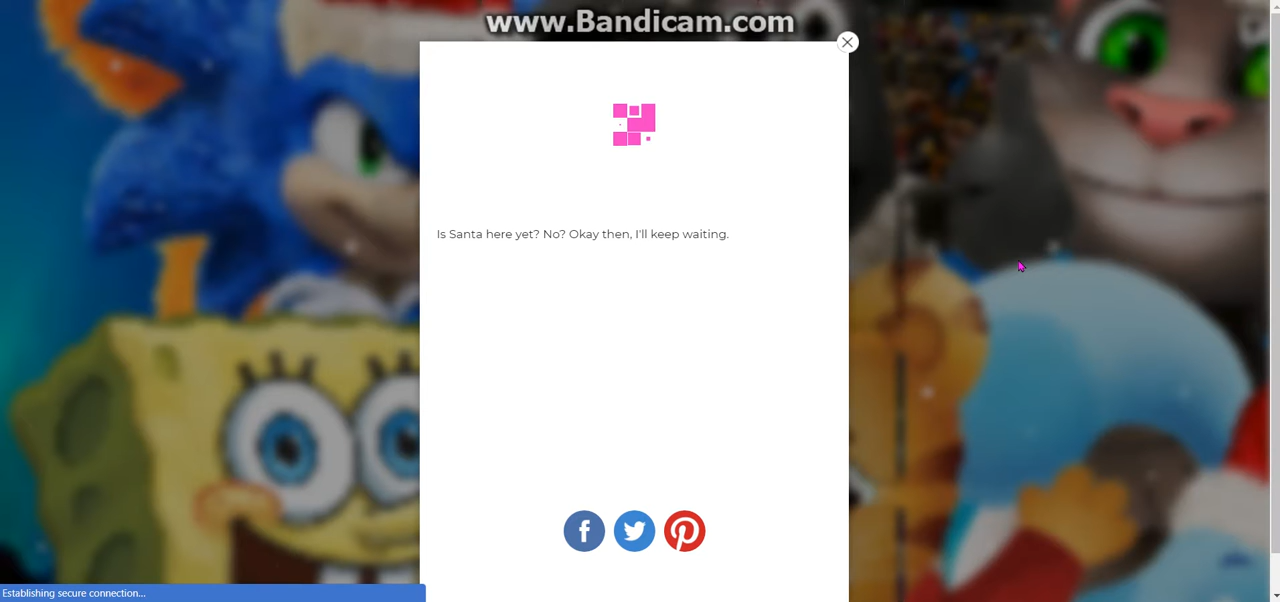 www.Bandicam.com
Is Santa here yet? No? Okay then, I'll keep waiting.
Establishing secure connection...